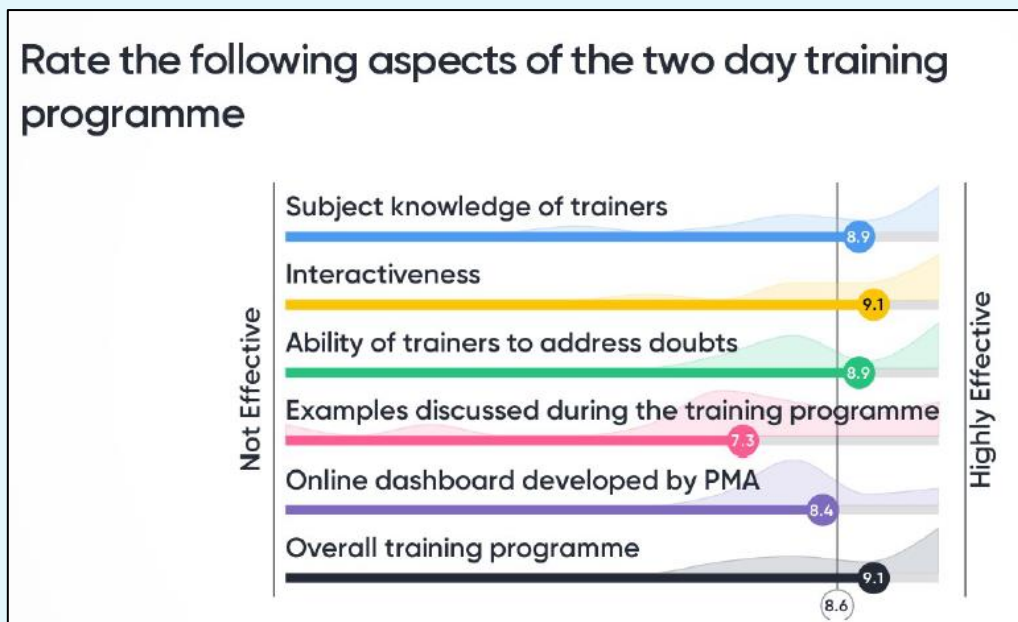 Rate the following aspects of the two day training
programme
Not Effective
Subject knowledge of trainers
8.9
Interactiveness
9.1
Ability of trainers to address doubts
8.9
Examples discussed during the training programme
7.3
Online dashboard developed by PMA
8.4
Overall training programme
9.1
8.6
Highly Effective